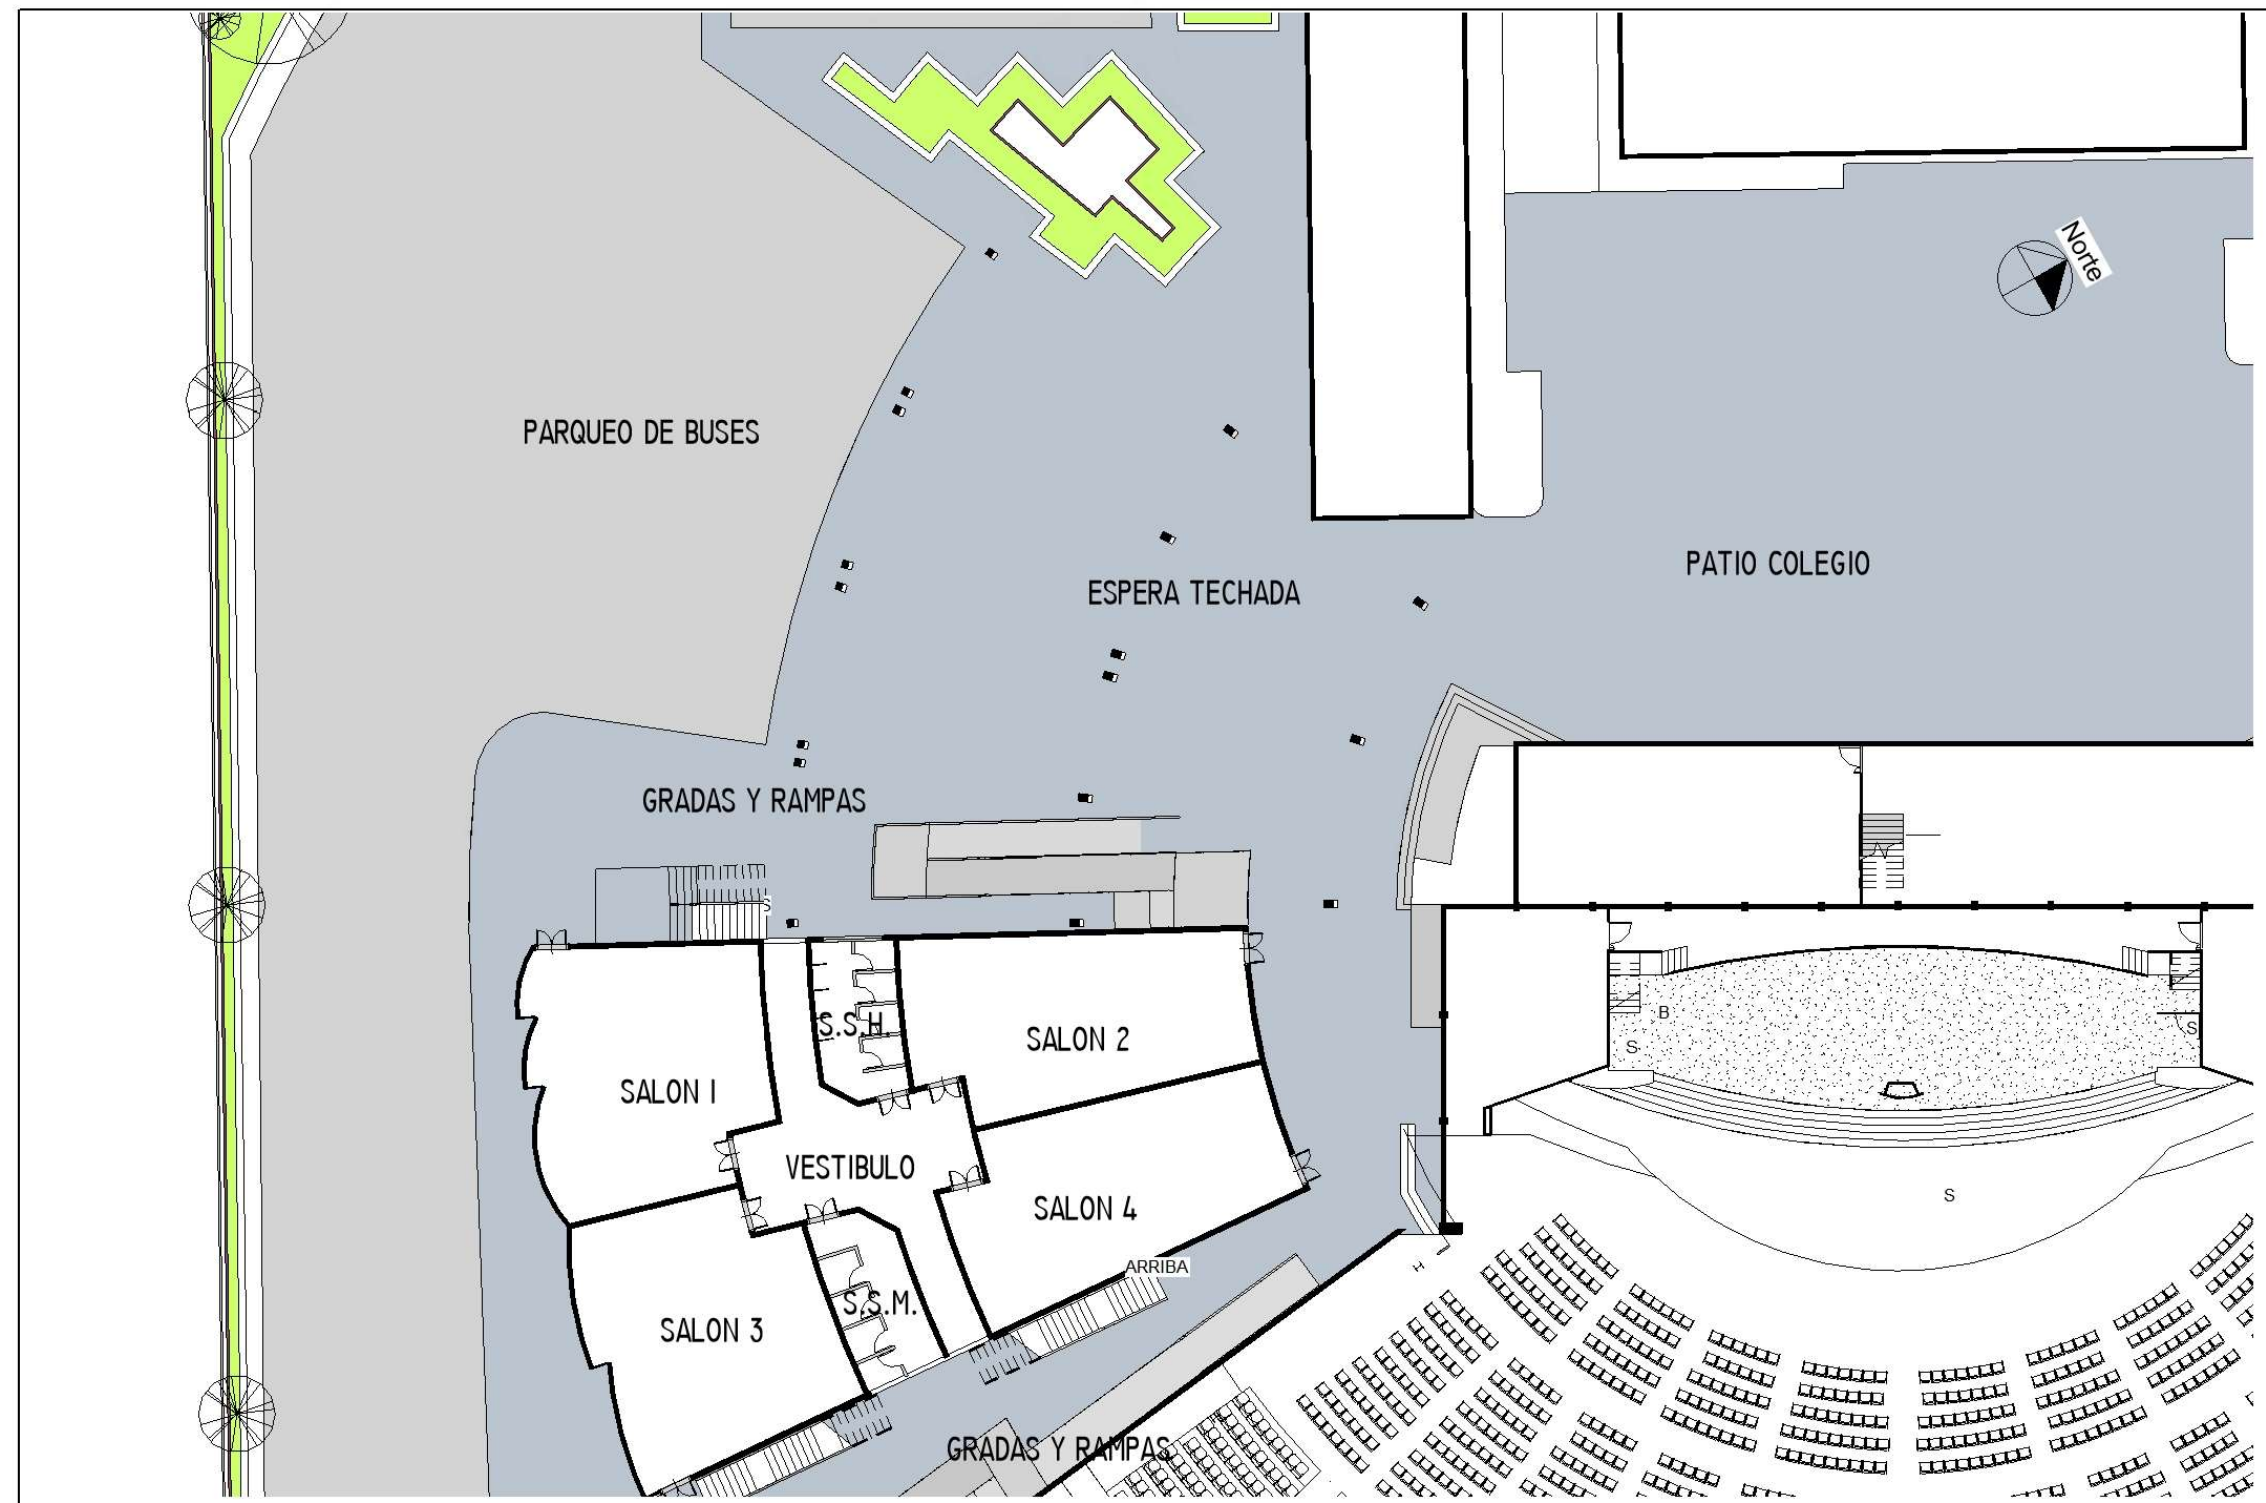 Norte
PARQUEO DE BUSES
PATIO COLEGIO
ESPERA TECHADA
GRADAS Y RAMPAS
S
S.S.H.
SALON 2
B
S
S
SALON 1
VESTIBULO
SALON 4
S
ARRIBA
H
S.S.M.
SALON 3
GRADAS Y RAMPAS